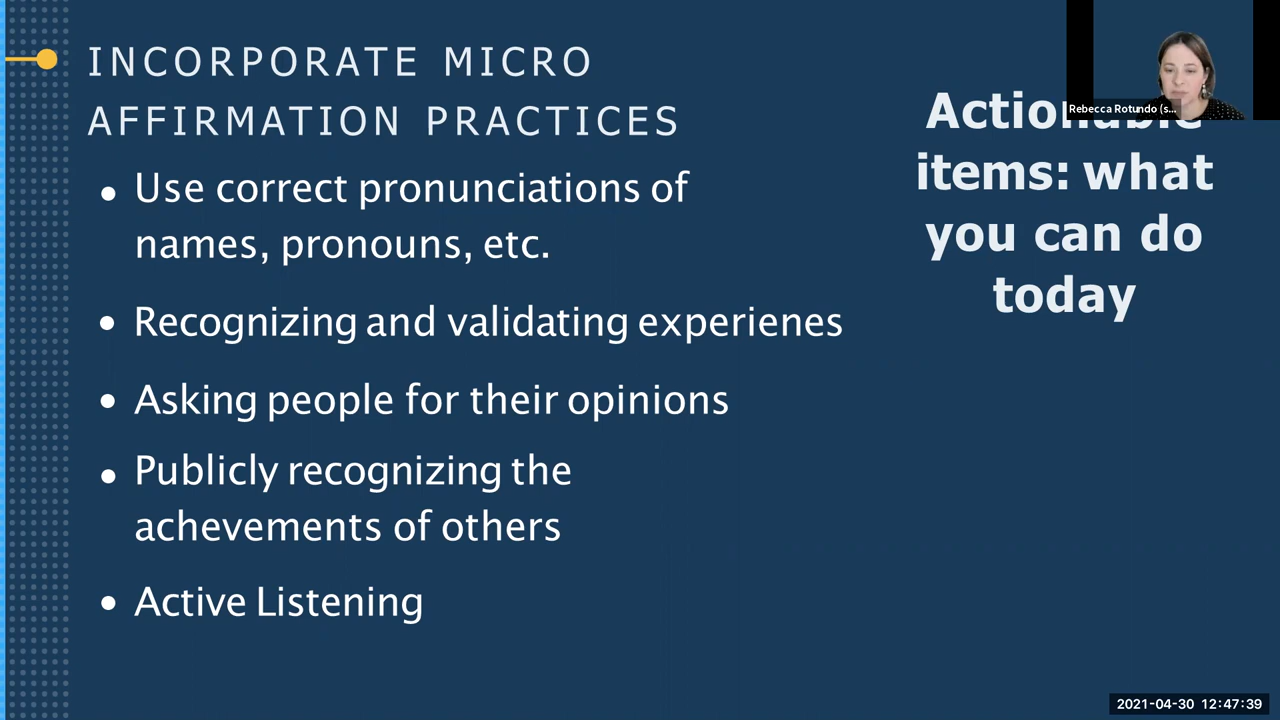 INCORPORATE MICRO
AFFIRMATION PRACTICES
• Use correct pronunciations of
names, pronouns, etc.
• Recognizing and validating experienes
• Asking people for their opinions
• Publicly recognizing the
achevements of others
• Active Listening
Actionable
items: what
you can do
today
Rebecca Rotundo (s...
2021-04-30 12:47:39